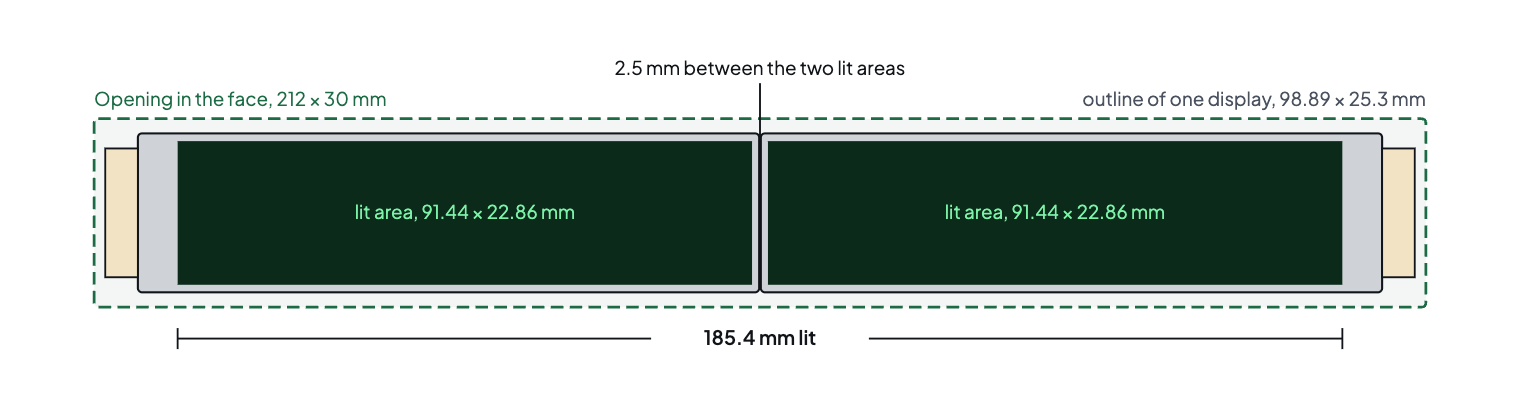 2.5 mm between the two lit areas
Opening in the face, 212 × 30 mm
outline of one display, 98.89 × 25.3 mm
lit area, 91.44 × 22.86 mm
lit area, 91.44 × 22.86 mm
185.4 mm lit